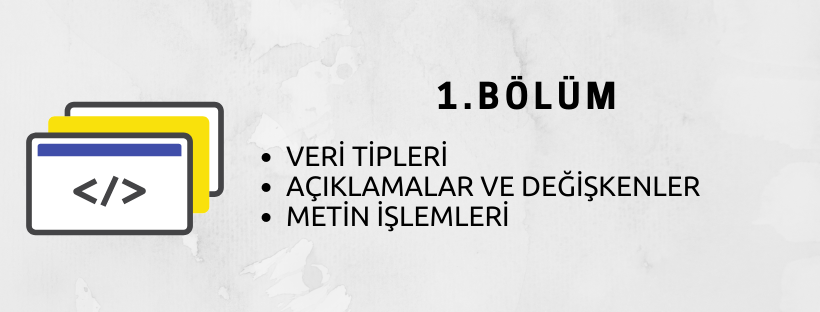 1.BÖLÜM
• VERİ TİPLERİ
• AÇIKLAMALAR VE DEĞİŞKENLER
• METİN İŞLEMLERİ
</>